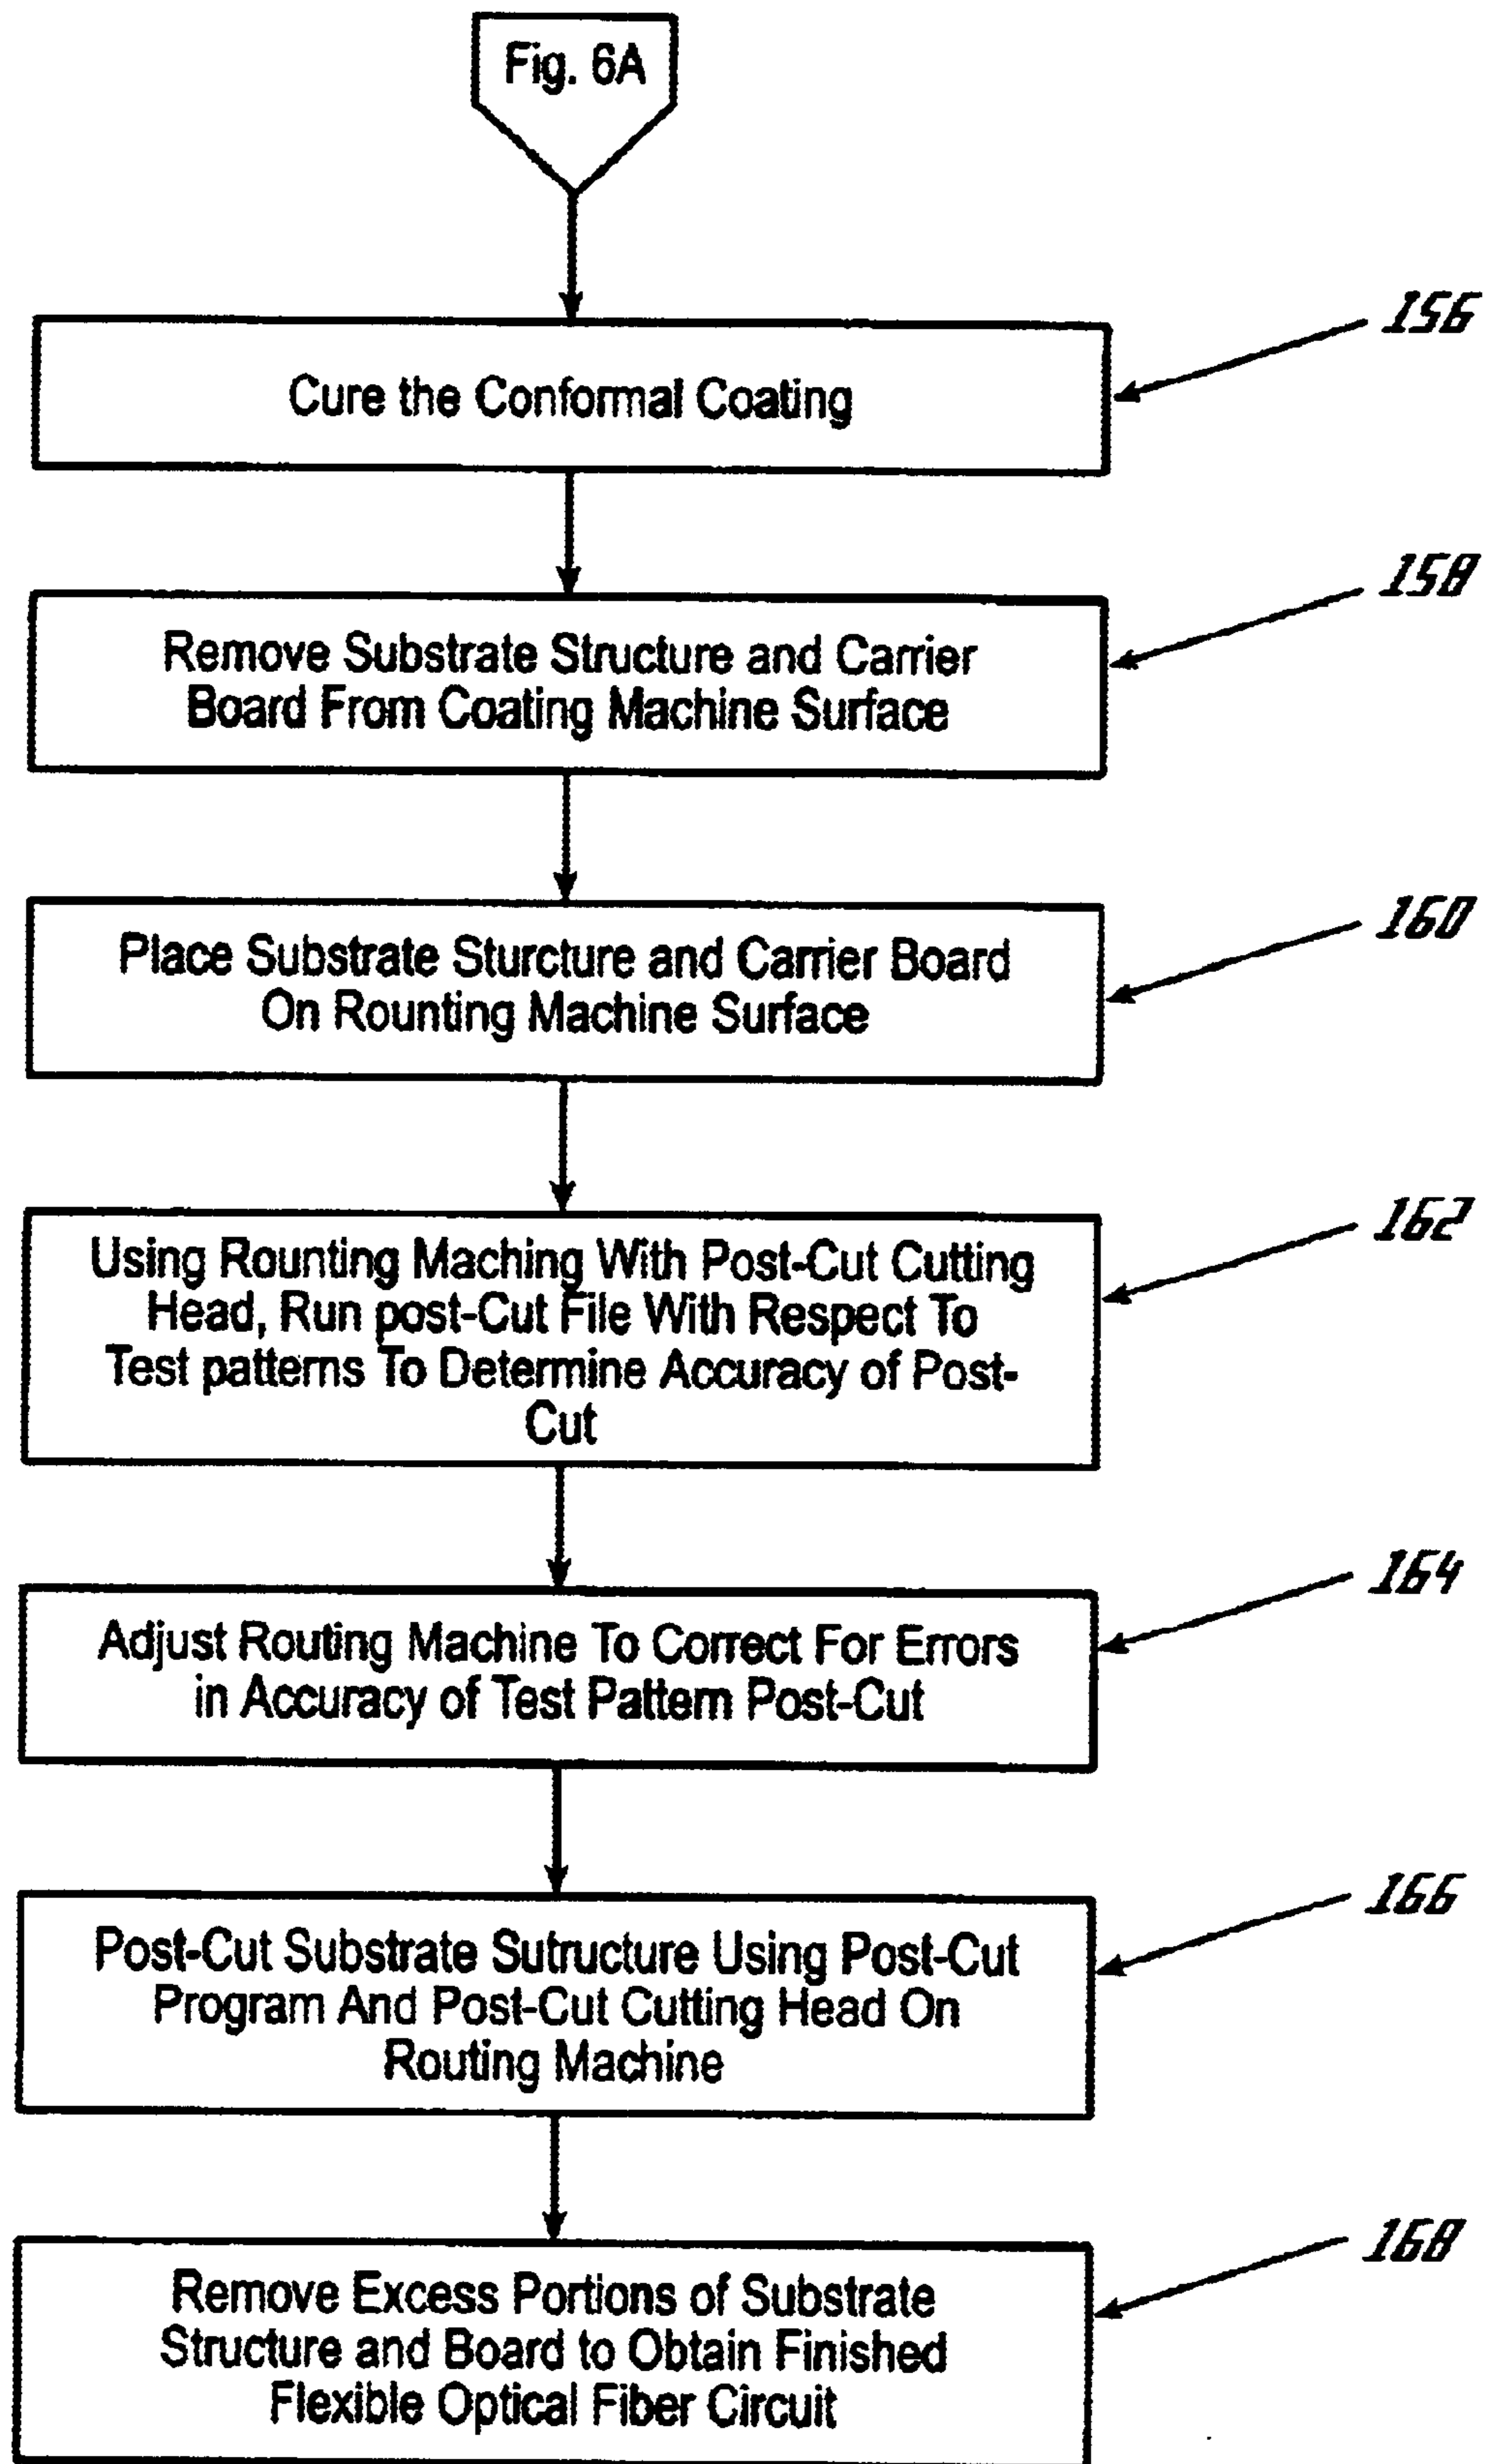 Fig. 6A
156
Cure the Conformal Coating
158
Remove Substrate Structure and Carrier
Board From Coating Machine Surface
160
Place Substrate Sturcture and Carrier Board
On Rounting Machine Surface
162
Using Rounting Maching With Post-Cut Cutting
Head, Run post-Cut File With Respect To
Test patterns To Determine Accuracy of Post-
Cut
164
Adjust Routing Machine To Correct For Errors
in Accuracy of Test Pattern Post-Cut
166
Post-Cut Substrate Sutructure Using Post-Cut
Program And Post-Cut Cutting Head On
Routing Machine
168
Remove Excess Portions of Substrate
Structure and Board to Obtain Finished
Flexible Optical Fiber Circuit